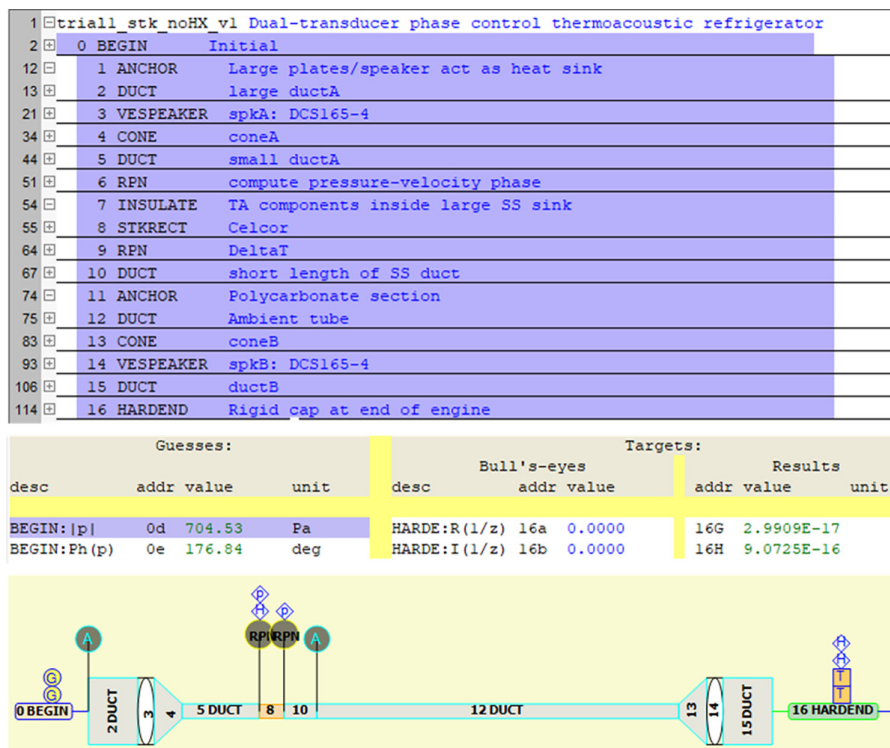 1 trial1_stk_noHX_v1 Dual-transducer phase control thermoacoustic refrigerator
2 0 BEGIN Initial
12 1 ANCHOR Large plates/speaker act as heat sink
13 2 DUCT large ductA
21 3 VESPEAKER spkA: DCS165-4
34 4 CONE coneA
44 5 DUCT small ductA
51 6 RPN compute pressure-velocity phase
54 7 INSULATE TA components inside large SS sink
55 8 STKRECT Celcor
64 9 RPN DeltaT
67 10 DUCT short length of SS duct
74 11 ANCHOR Polycarbonate section
75 12 DUCT Ambient tube
83 13 CONE coneB
93 14 VESPEAKER spkB: DCS165-4
106 15 DUCT ductB
114 16 HARDEND Rigid cap at end of engine
Guesses: Targets:
Bull's-eyes Results
desc addr value unit desc addr value addr value unit
BEGIN:|p| 0d 704.53 Pa HARDE:R(1/z) 16a 0.0000 16G 2.9909E-17
BEGIN:Ph(p) 0e 176.84 deg HARDE:I(1/z) 16b 0.0000 16H 9.0725E-16
P
H P H
H
A RPN RPN A
G T
G T
0 BEGIN 2 DUCT 3 4 5 DUCT 8 10 12 DUCT 13 14 15 DUCT 16 HARDEND